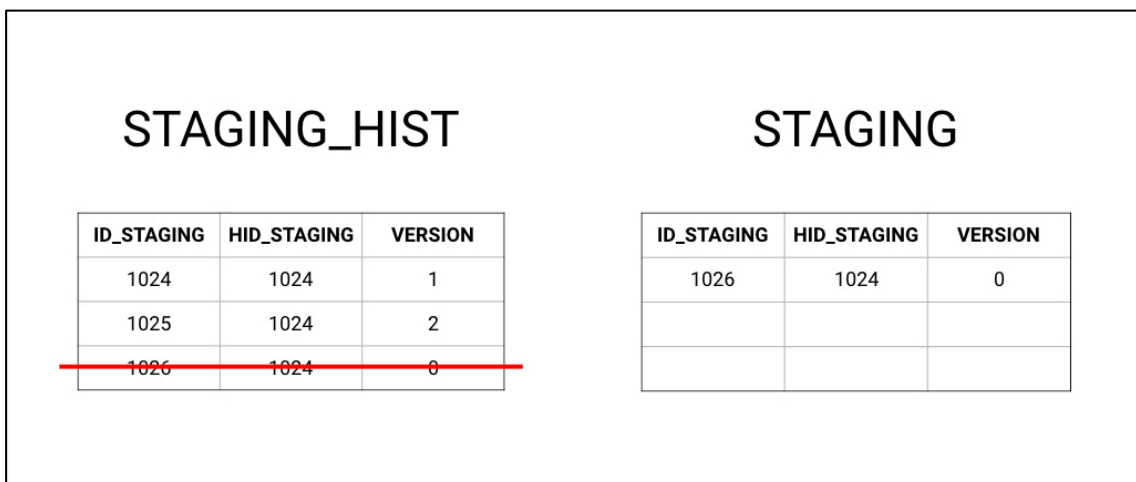 STAGING_HIST
STAGING
ID_STAGING HID_STAGING VERSION
1024 1024 1
1025 1024 2
1026 1024 0
ID_STAGING HID_STAGING VERSION
1026 1024 0